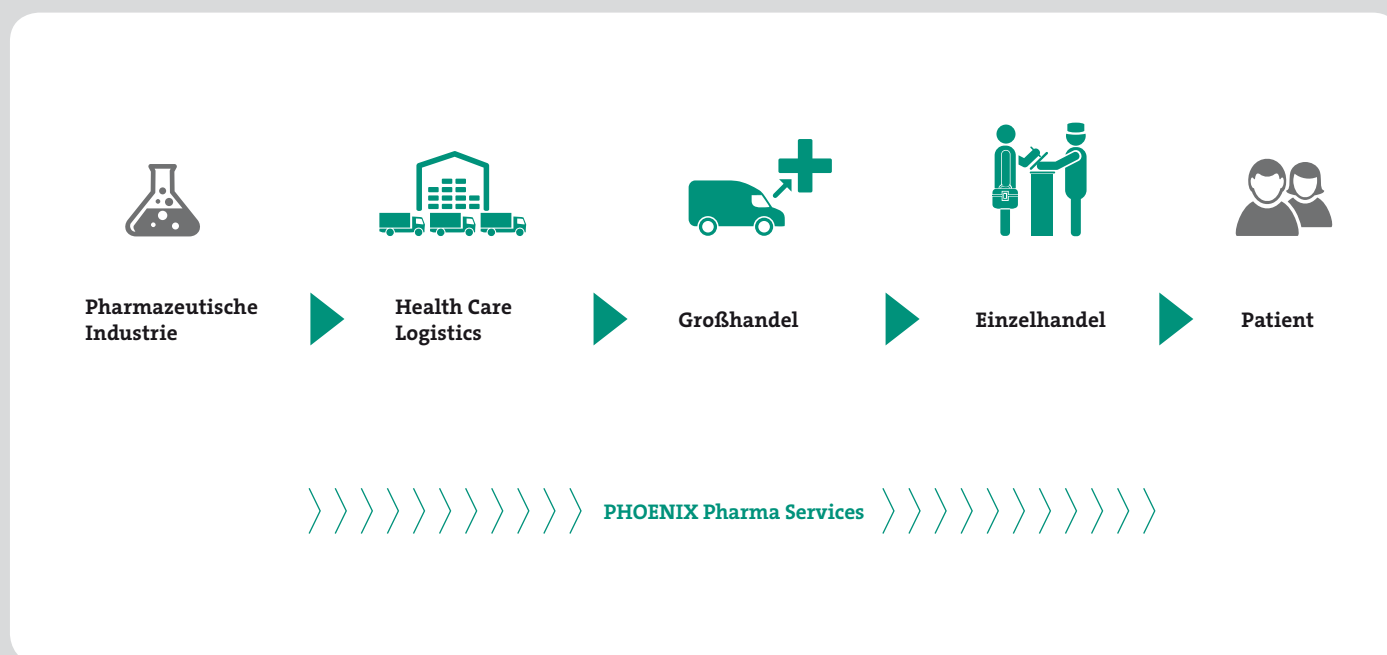 Pharmazeutische
Industrie
Health Care
Logistics
Großhandel
Einzelhandel
Patient
PHOENIX Pharma Services